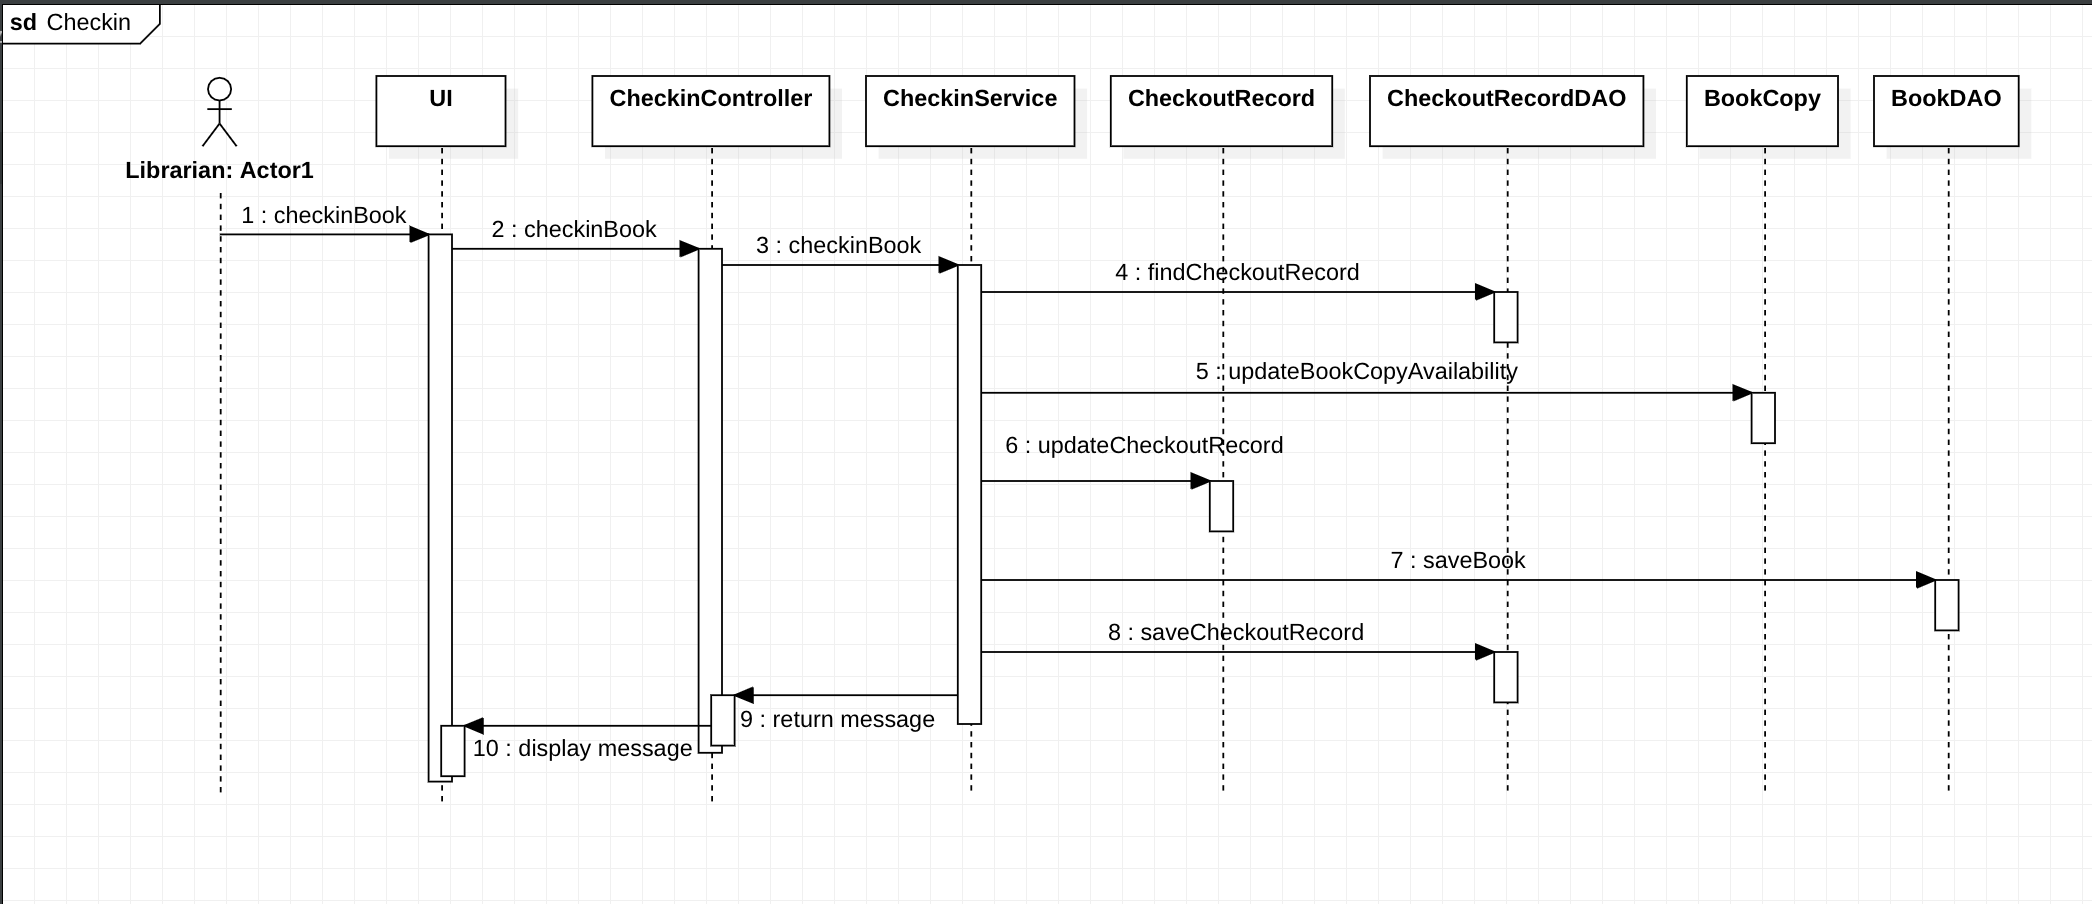 sd Checkin
UI
CheckinController
CheckinService
CheckoutRecord
CheckoutRecordDAO
BookCopy
BookDAO
Librarian: Actor1
1 : checkinBook
2 : checkinBook
3 : checkinBook
4 : findCheckoutRecord
5 : updateBookCopyAvailability
6 : updateCheckoutRecord
7 : saveBook
8 : saveCheckoutRecord
9 : return message
10 : display message